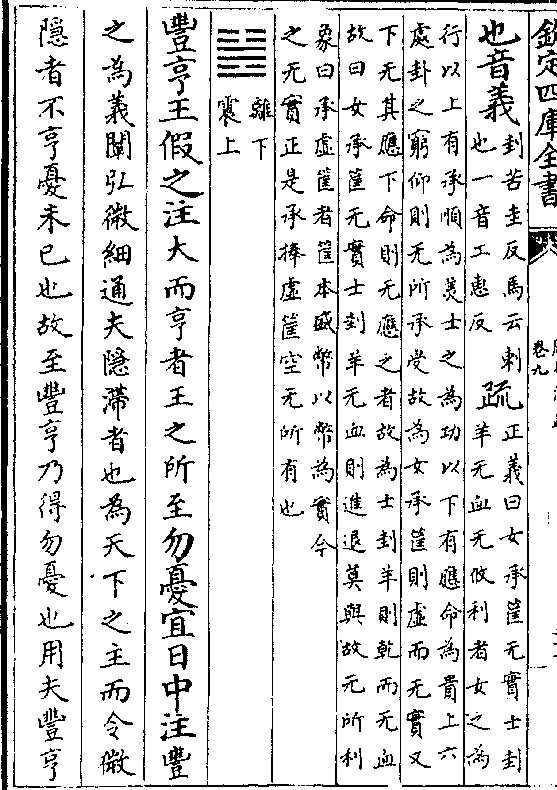 欽定四庫全書
卷九
也音義
刲苦圭反馬云刺
也一音工惠反
疏
正義曰女承筐无實士刲
羊无血无攸利者女之為
行以上有承順為美士之為功以下有應命為貴上六
處卦之窮仰則无所承受故為女承筐則虛而无實又
下无其應下命則无應之者故為士刲羊則乾而无血
故曰女承筐无實士刲羊无血則進退莫與故无所利
象曰承虛筐者筐本盛幣以幣為實今
之无實正是承捧虛筐空无所有也
離下
震上
豐亨王假之注大而亨者王之所至勿憂宜日中注豐
之為義闡弘微細通夫隱滯者也為天下之主而令微
隱者不亨憂未已也故至豐亨乃得勿憂也用夫豐亨